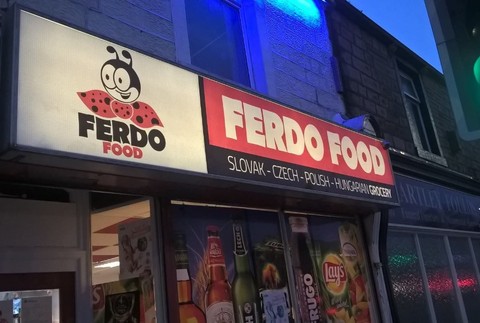 FERDO
FOOD
FERDO FOOD
SLOVAK - CZECH - POLISH - HUNGARIAN GROCERY
Lay's